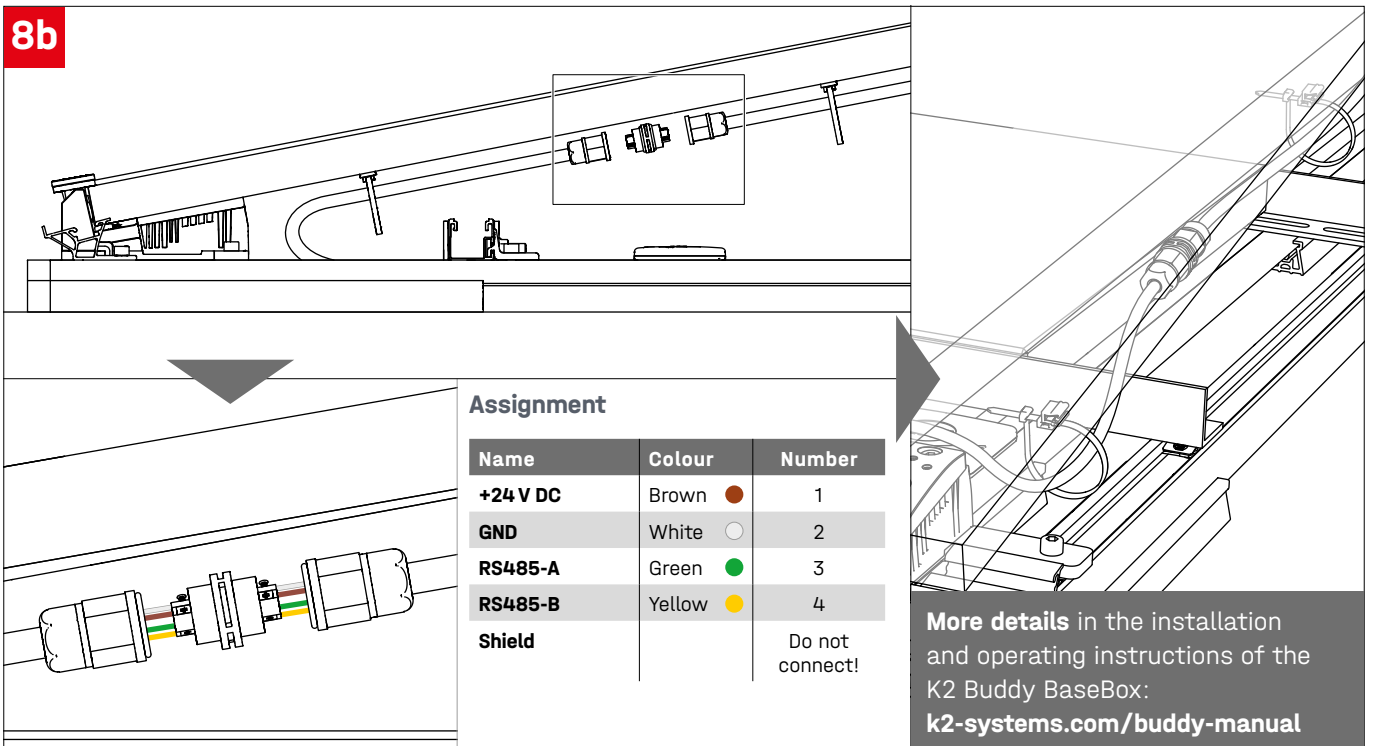 8b
Assignment
Name Colour Number
+24 V DC Brown 1
GND White 2
RS485-A Green 3
RS485-B Yellow 4
Shield Do not
connect!
More details in the installation
and operating instructions of the
K2 Buddy BaseBox:
k2-systems.com/buddy-manual